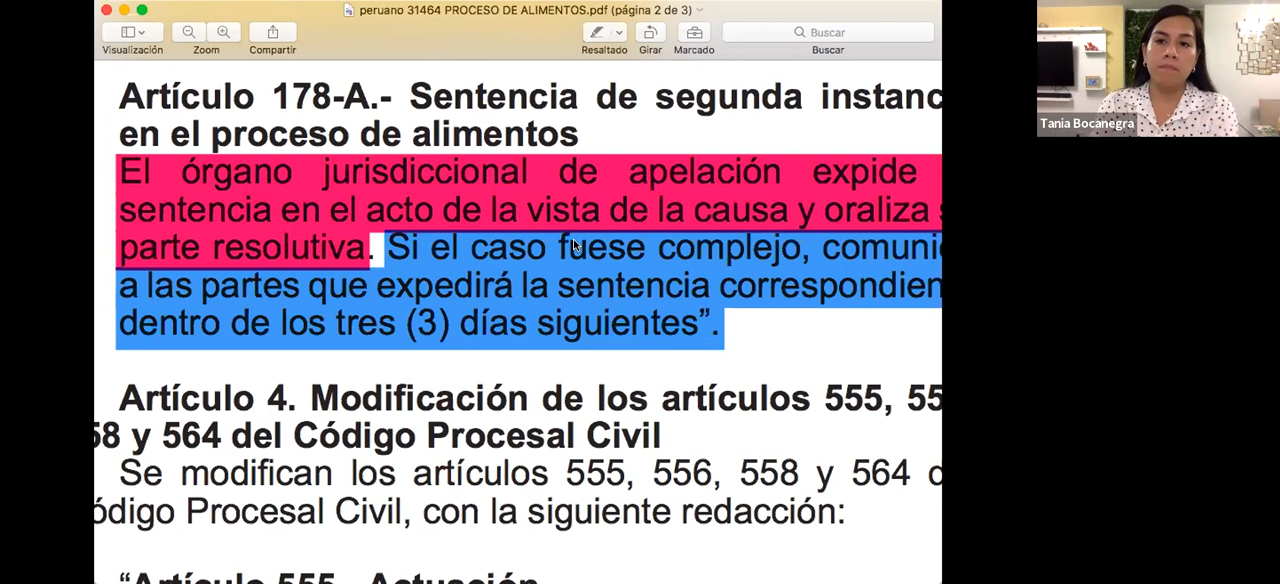 peruano 31464 PROCESO DE ALIMENTOS.pdf (página 2 de 3)
Visualización
Zoom
Compartir
Resaltado
Girar
Marcado
Buscar
Buscar
Tania Bocanegra
Artículo 178-A.- Sentencia de segunda instanc
en el proceso de alimentos
El órgano jurisdiccional de apelación expide
sentencia en el acto de la vista de la causa y oraliza s
parte resolutiva. Si el caso fuese complejo, comuni
a las partes que expedirá la sentencia correspondien
dentro de los tres (3) días siguientes”.
Artículo 4. Modificación de los artículos 555, 55
58 y 564 del Código Procesal Civil
Se modifican los artículos 555, 556, 558 y 564 d
ódigo Procesal Civil, con la siguiente redacción:
“Artículo 555.- Actuación